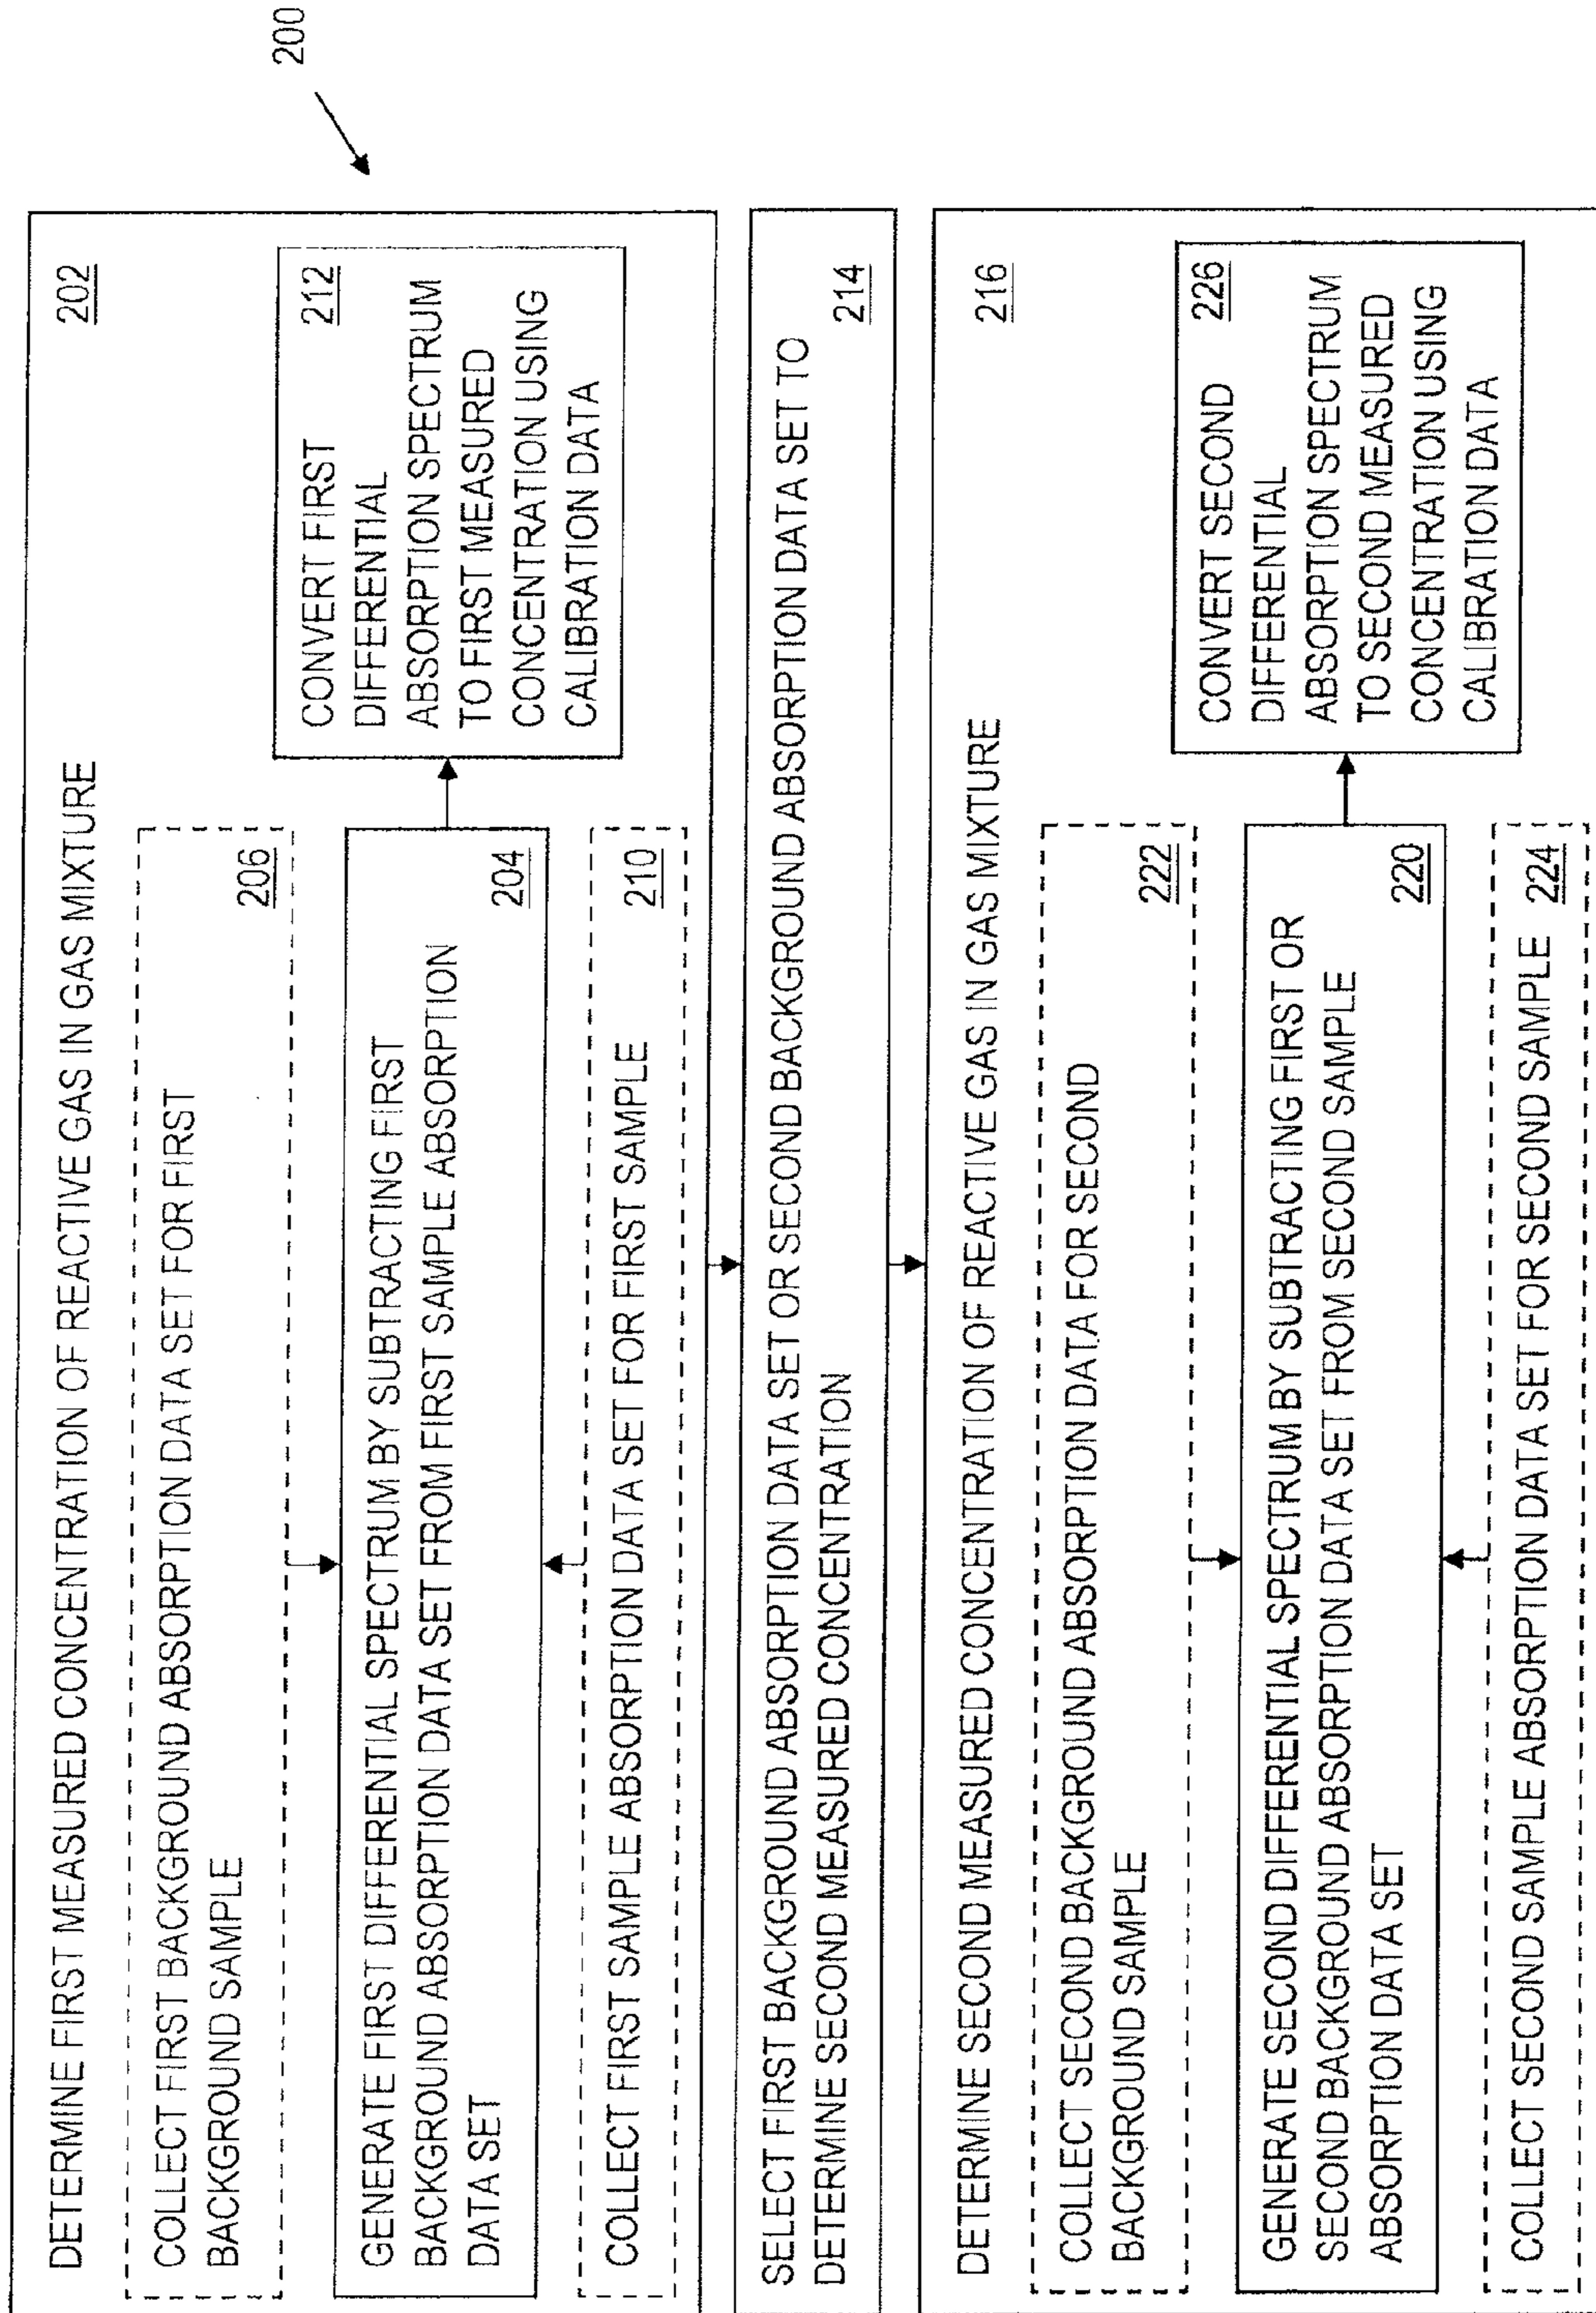 200
DETERMINE FIRST MEASURED CONCENTRATION OF REACTIVE GAS IN GAS MIXTURE
202
COLLECT FIRST BACKGROUND ABSORPTION DATA SET FOR FIRST
BACKGROUND SAMPLE
206
GENERATE FIRST DIFFERENTIAL SPECTRUM BY SUBTRACTING FIRST
BACKGROUND ABSORPTION DATA SET FROM FIRST SAMPLE ABSORPTION
DATA SET
204
COLLECT FIRST SAMPLE ABSORPTION DATA SET FOR FIRST SAMPLE
210
CONVERT FIRST
212
DIFFERENTIAL
ABSORPTION SPECTRUM
TO FIRST MEASURED
CONCENTRATION USING
CALIBRATION DATA
SELECT FIRST BACKGROUND ABSORPTION DATA SET OR SECOND BACKGROUND ABSORPTION DATA SET TO
DETERMINE SECOND MEASURED CONCENTRATION
214
DETERMINE SECOND MEASURED CONCENTRATION OF REACTIVE GAS IN GAS MIXTURE
216
COLLECT SECOND BACKGROUND ABSORPTION DATA FOR SECOND
BACKGROUND SAMPLE
222
GENERATE SECOND DIFFERENTIAL SPECTRUM BY SUBTRACTING FIRST OR
SECOND BACKGROUND ABSORPTION DATA SET FROM SECOND SAMPLE
ABSORPTION DATA SET
220
COLLECT SECOND SAMPLE ABSORPTION DATA SET FOR SECOND SAMPLE
224
CONVERT SECOND
226
DIFFERENTIAL
ABSORPTION SPECTRUM
TO SECOND MEASURED
CONCENTRATION USING
CALIBRATION DATA